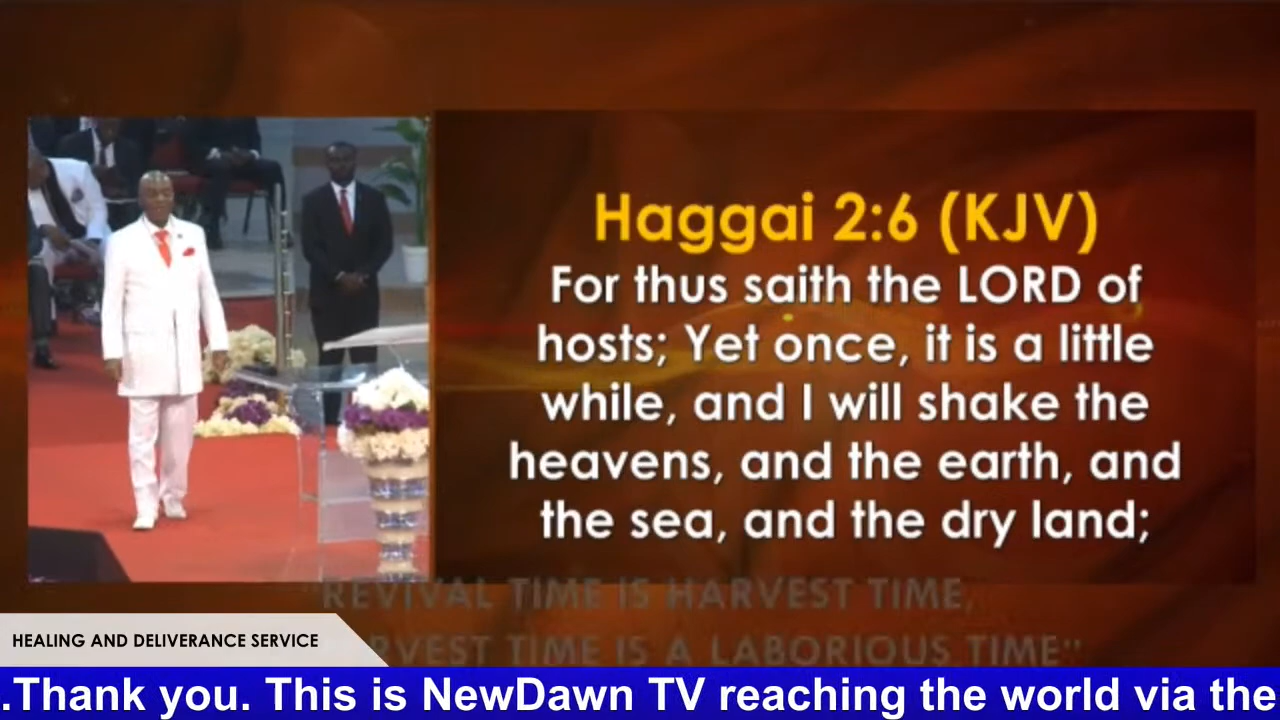 Haggai 2:6 (KJV)
For thus saith the LORD of
hosts; Yet once, it is a little
while, and I will shake the
heavens, and the earth, and
the sea, and the dry land;
"REVIVAL TIME IS HARVEST TIME,
RVEST TIME IS A LABORIOUS TIME"
HEALING AND DELIVERANCE SERVICE
.Thank you. This is NewDawn TV reaching the world via the